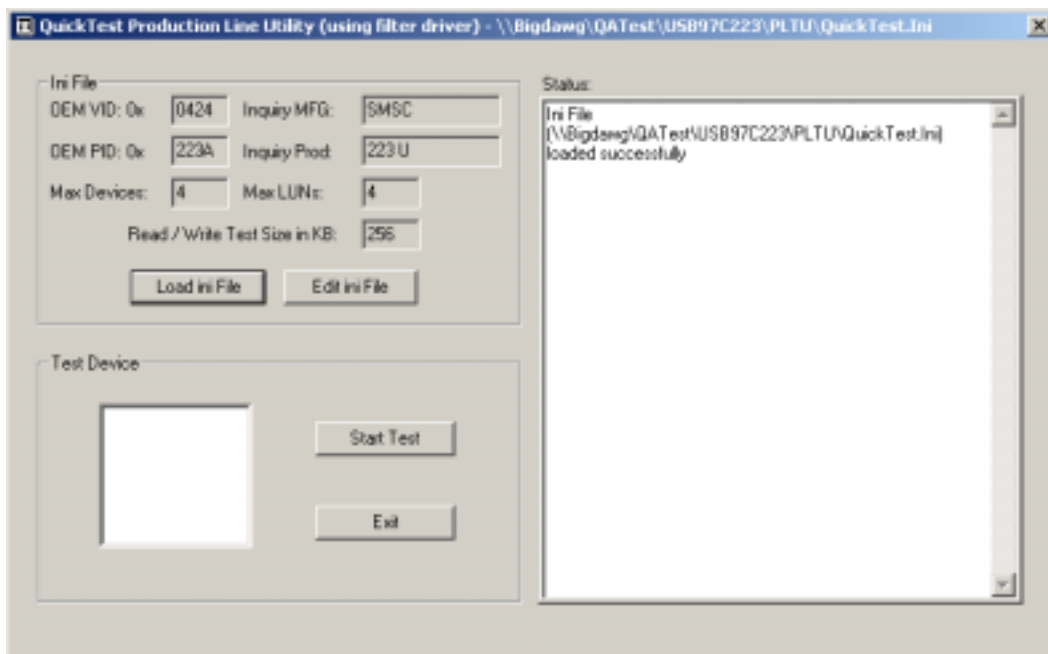 QuickTest Production Line Utility (using filter driver) - \\Bigdawg\QATest\USB97C223\PLTU\QuickTest.Ini
Ini File
OEM VID: 0x 0424 Inquiry MFG: SMSC
OEM PID: 0x 223A Inquiry Prod: 223 U
Max Devices: 4 Max LUNs: 4
Read / Write Test Size in KB: 256
Load ini File Edit ini File
Test Device
Start Test
Exit
Status:
Ini File
(\\Bigdawg\QATest\USB97C223\PLTU\QuickTest.Ini)
loaded successfully